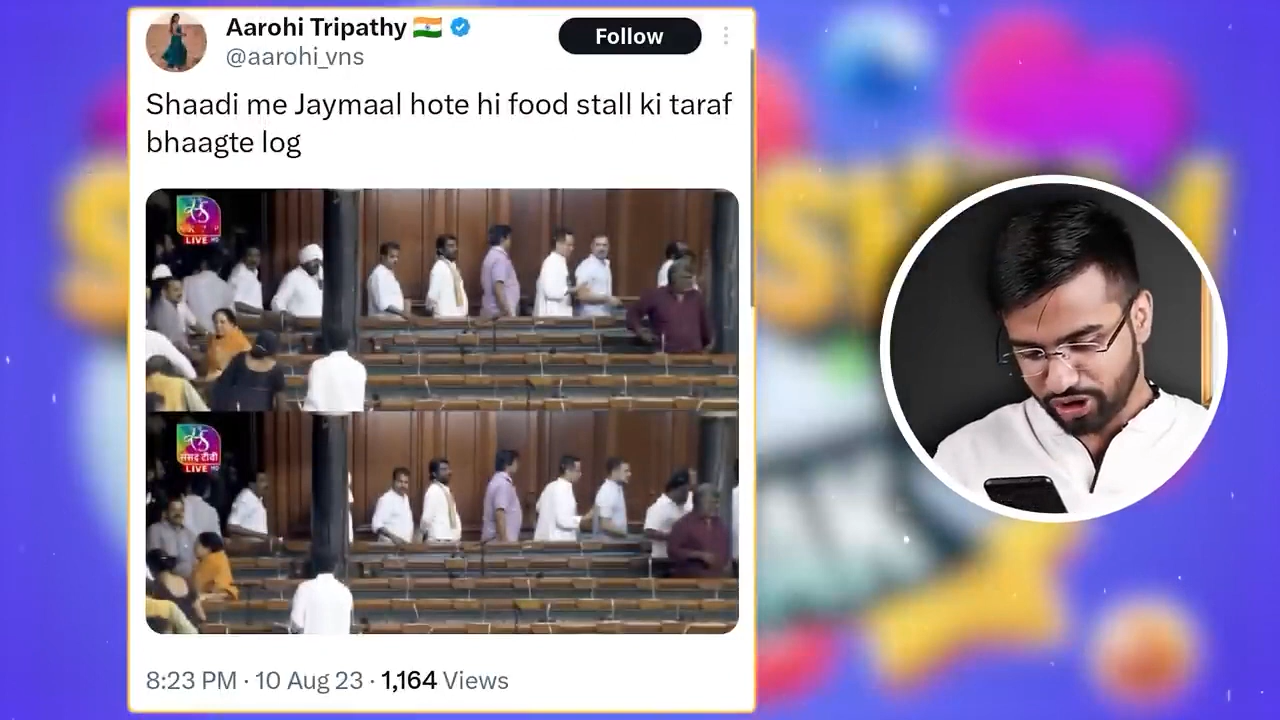 Aarohi Tripathy
@aarohi_vns
Follow
Shaadi me Jaymaal hote hi food stall ki taraf
bhaagte log
LIVE
संसद टीवी
LIVE
8:23 PM · 10 Aug 23 · 1,164 Views